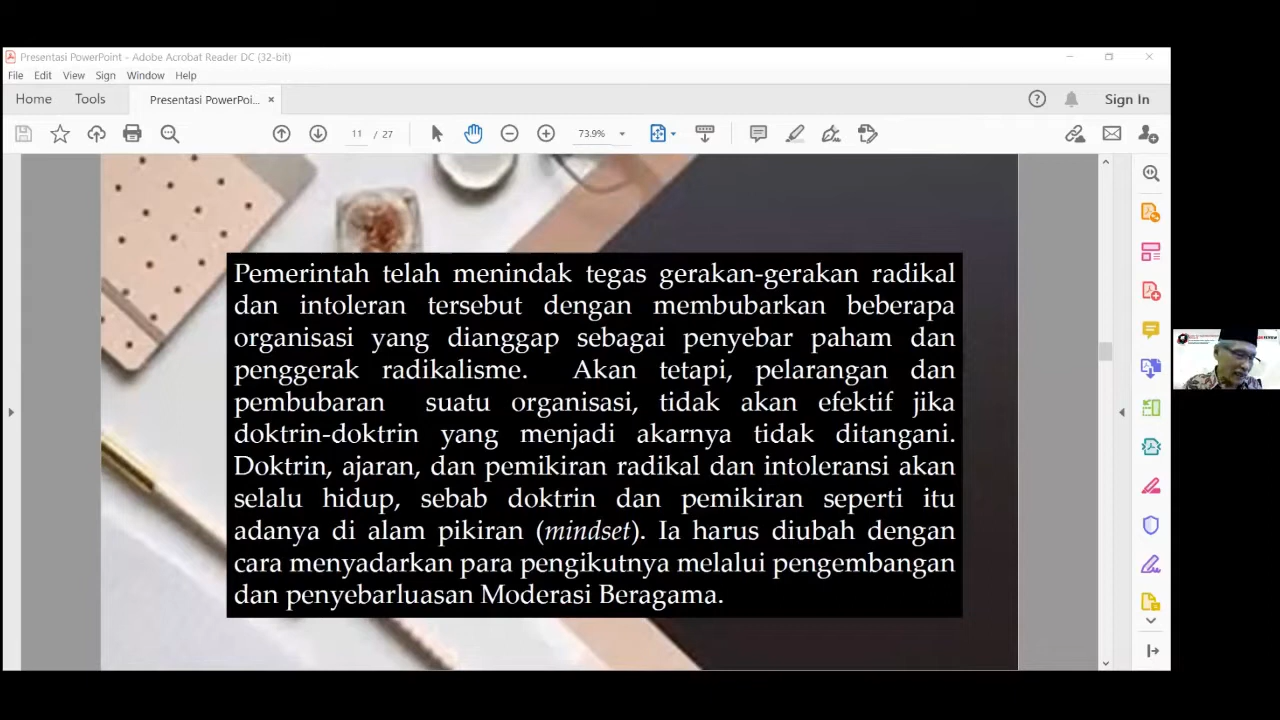 Presentasi PowerPoint - Adobe Acrobat Reader DC (32-bit)
File Edit View Sign Window Help
Home Tools Presentasi PowerPoi... × Sign In
11 / 27 73.9%
Pemerintah telah menindak tegas gerakan-gerakan radikal
dan intoleran tersebut dengan membubarkan beberapa
organisasi yang dianggap sebagai penyebar paham dan
penggerak radikalisme. Akan tetapi, pelarangan dan
pembubaran suatu organisasi, tidak akan efektif jika
doktrin-doktrin yang menjadi akarnya tidak ditangani.
Doktrin, ajaran, dan pemikiran radikal dan intoleransi akan
selalu hidup, sebab doktrin dan pemikiran seperti itu
adanya di alam pikiran (mindset). Ia harus diubah dengan
cara menyadarkan para pengikutnya melalui pengembangan
dan penyebarluasan Moderasi Beragama.